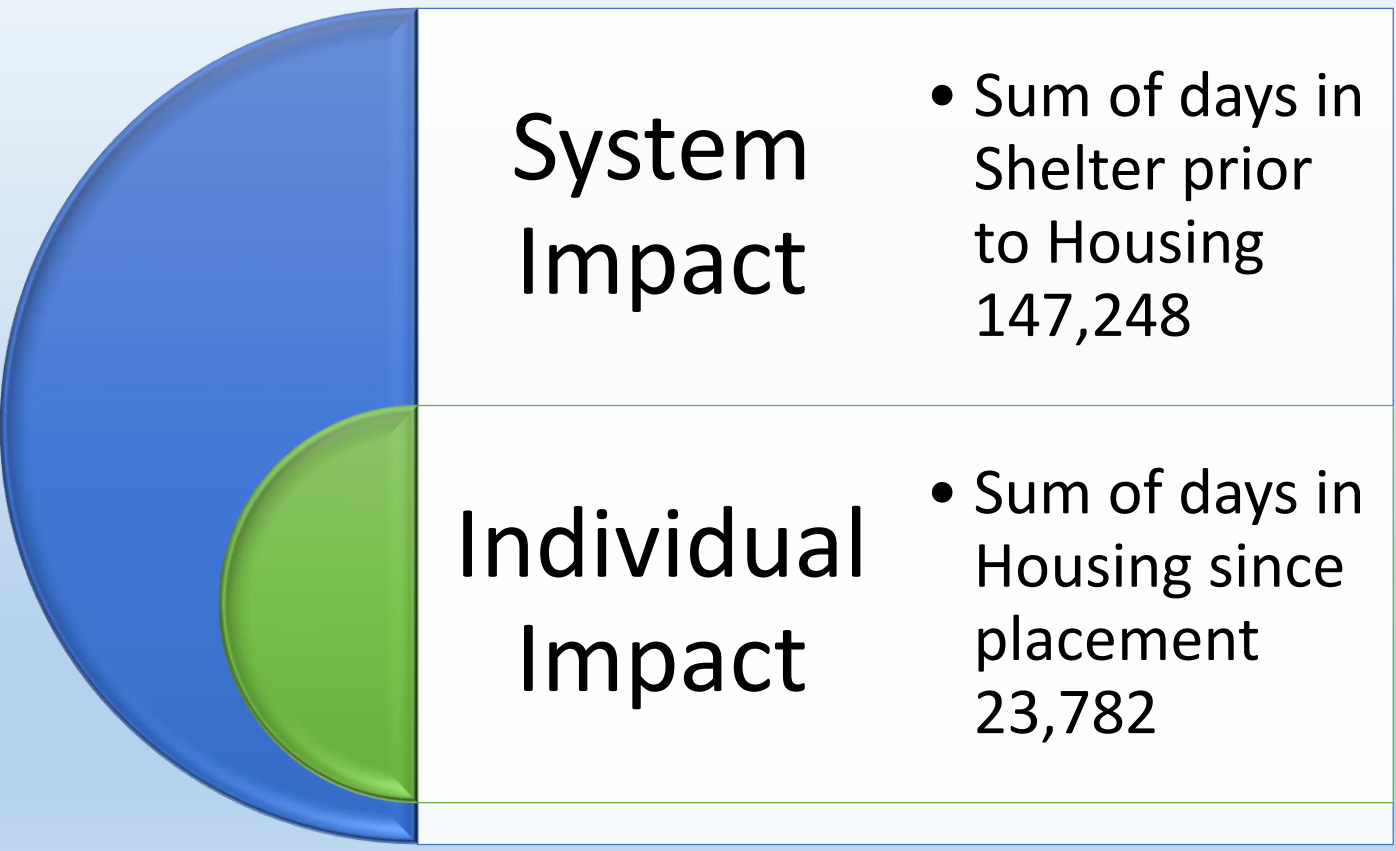 System
Impact
• Sum of days in
Shelter prior
to Housing
147,248
Individual
Impact
• Sum of days in
Housing since
placement
23,782